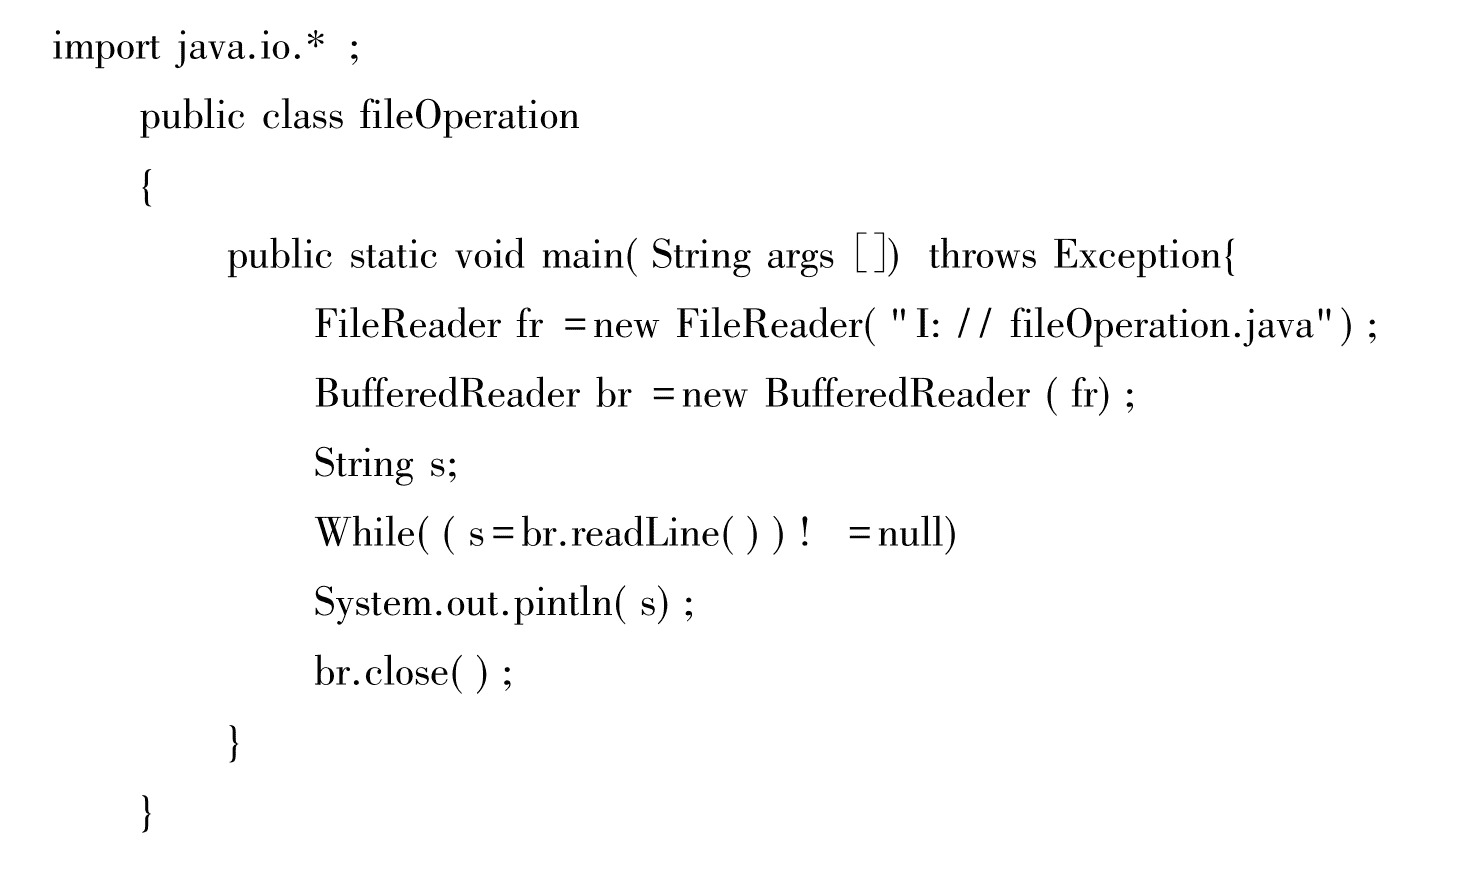 import java.io.* ;
public class fileOperation
{
public static void main( String args []) throws Exception{
FileReader fr =new FileReader( "I: // fileOperation.java") ;
BufferedReader br =new BufferedReader ( fr) ;
String s;
While( ( s=br.readLine( ) ) ! =null)
System.out.pintln( s) ;
br.close( ) ;
}
}